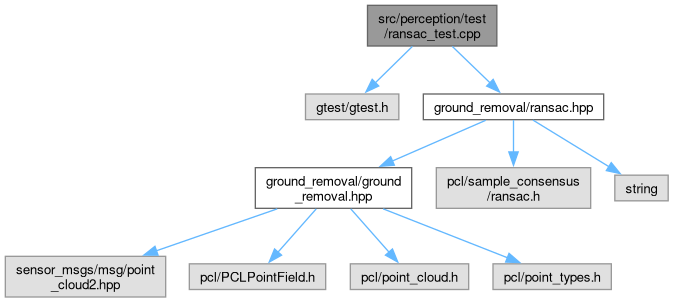 src/perception/test
/ransac_test.cpp
gtest/gtest.h
ground_removal/ransac.hpp
ground_removal/ground
_removal.hpp
pcl/sample_consensus
/ransac.h
string
sensor_msgs/msg/point
_cloud2.hpp
pcl/PCLPointField.h
pcl/point_cloud.h
pcl/point_types.h